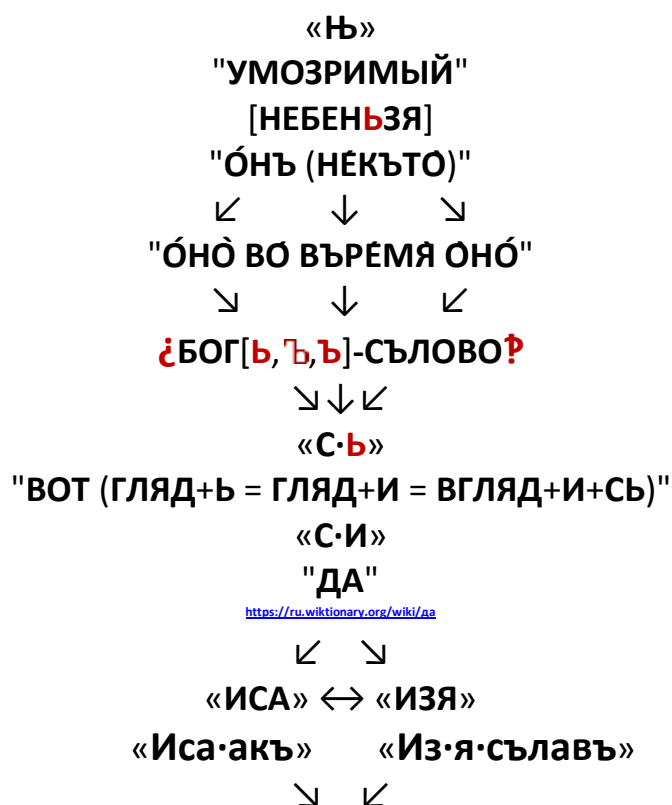 «Њ»
"УМОЗРИМЫЙ"
[НЕБЕНЬЗЯ]
"О́НЪ (НЕ́КЪТО̀)"
↙ ↓ ↘
"О́НО̀ ВО́ ВЪРЕ́МЯ̀ О̀НО́"
↘ ↓ ↙
¿БОГ[Ь,Ъ,Ъ]-СЪЛОВО?
↘↓↙
«С·Ь»
"ВОТ (ГЛЯД+Ь = ГЛЯД+И = ВГЛЯД+И+СЬ)"
«С·И»
"ДА"
https://ru.wiktionary.org/wiki/да
↙ ↘
«ИСА» ↔ «ИЗЯ»
«Иса·акъ» «Из·я·сълавъ»
↘ ↙